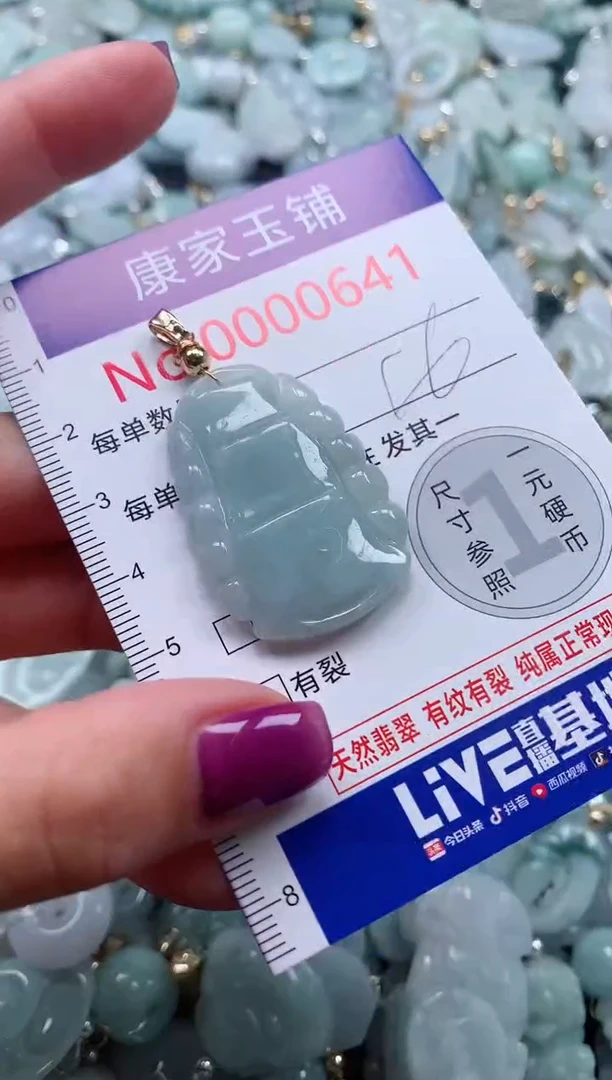 康家玉铺
No0000641
56
每单数
在发其一
每单
一元硬币
1
尺寸参照
有裂
天然翡翠 有纹有裂 纯属正常现
LiVE直播基地
今日头条 抖音 西瓜视频
0
1
2
3
4
5
8